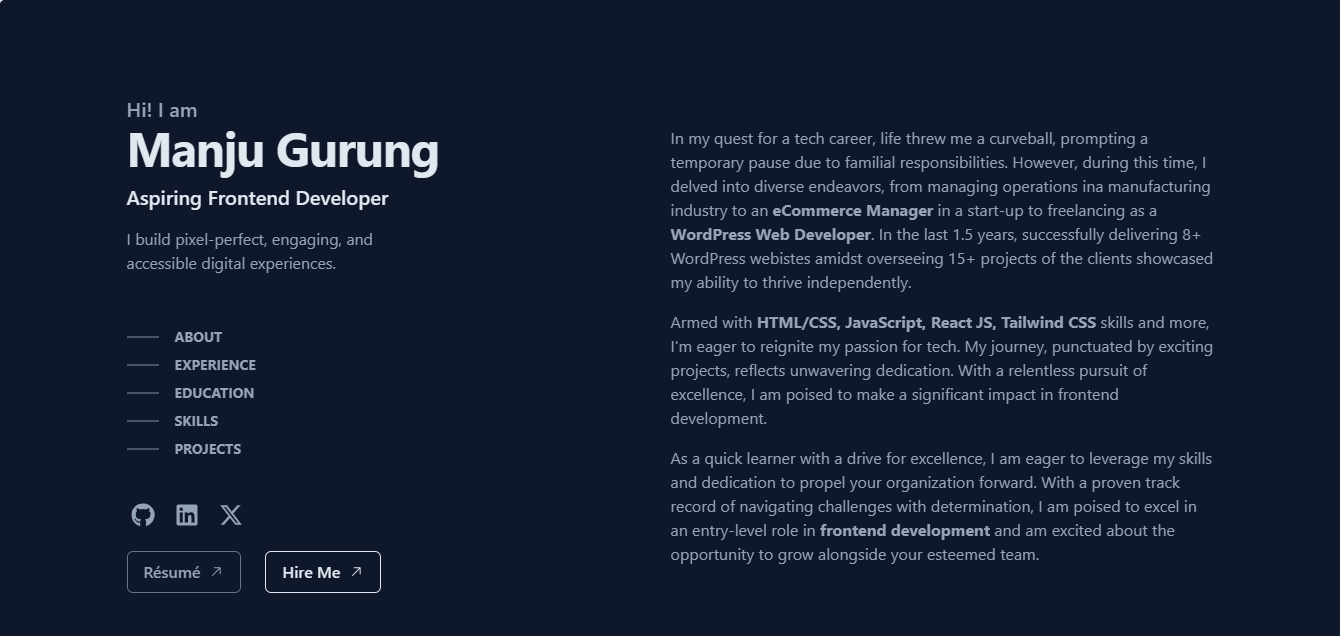 Hi! I am
Manju Gurung
Aspiring Frontend Developer
I build pixel-perfect, engaging, and
accessible digital experiences.
ABOUT
EXPERIENCE
EDUCATION
SKILLS
PROJECTS
Résumé
Hire Me
In my quest for a tech career, life threw me a curveball, prompting a
temporary pause due to familial responsibilities. However, during this time, I
delved into diverse endeavors, from managing operations ina manufacturing
industry to an eCommerce Manager in a start-up to freelancing as a
WordPress Web Developer. In the last 1.5 years, successfully delivering 8+
WordPress webistes amidst overseeing 15+ projects of the clients showcased
my ability to thrive independently.
Armed with HTML/CSS, JavaScript, React JS, Tailwind CSS skills and more,
I'm eager to reignite my passion for tech. My journey, punctuated by exciting
projects, reflects unwavering dedication. With a relentless pursuit of
excellence, I am poised to make a significant impact in frontend
development.
As a quick learner with a drive for excellence, I am eager to leverage my skills
and dedication to propel your organization forward. With a proven track
record of navigating challenges with determination, I am poised to excel in
an entry-level role in frontend development and am excited about the
opportunity to grow alongside your esteemed team.